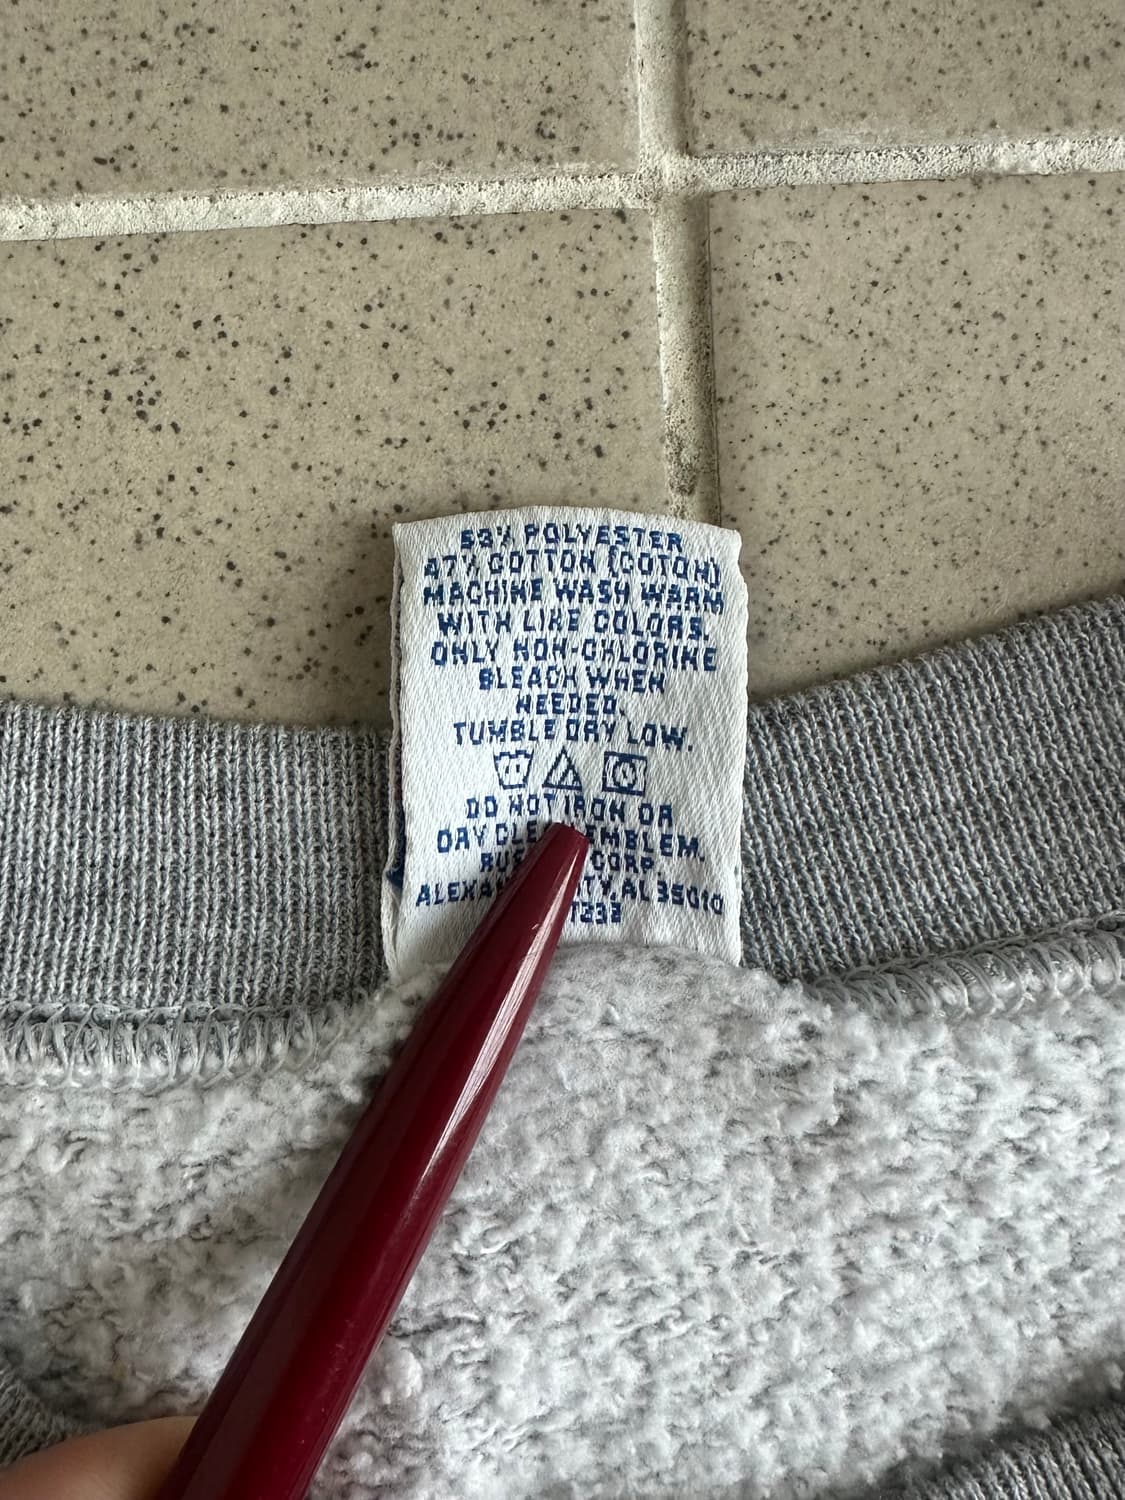 53% POLYESTER
47% COTTON (COTON)
MACHINE WASH WARM
WITH LIKE COLORS.
ONLY NON-CHLORINE
BLEACH WHEN
NEEDED.
TUMBLE DRY LOW.
DO NOT IRON OR
DRY EMBLEM.
CORP.
AL 35010